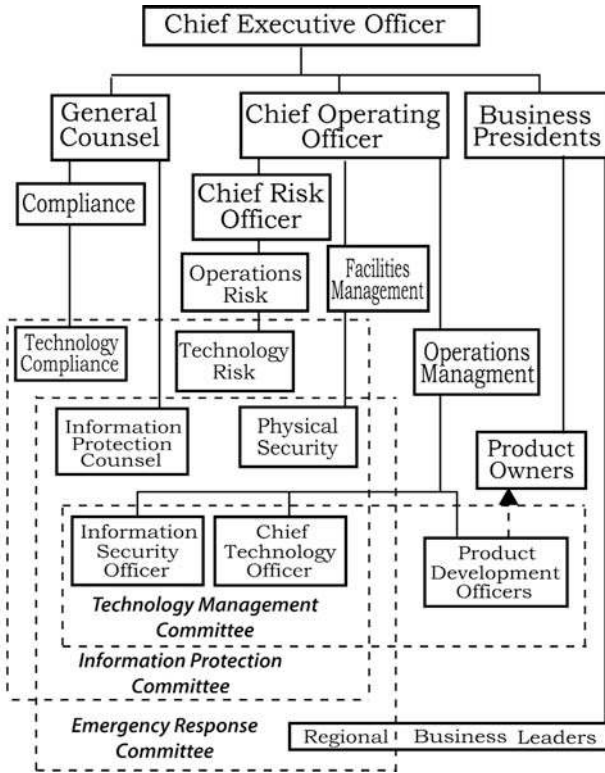 Chief Executive Officer
General
Counsel
Chief Operating
Officer
Business
Presidents
Compliance
Chief Risk
Officer
Operations
Risk
Facilities
Management
Technology
Compliance
Technology
Risk
Operations
Managment
Information
Protection
Counsel
Physical
Security
Product
Owners
Information
Security
Officer
Chief
Technology
Officer
Product
Development
Officers
Technology Management
Committee
Information Protection
Committee
Emergency Response
Committee
Regional Business Leaders